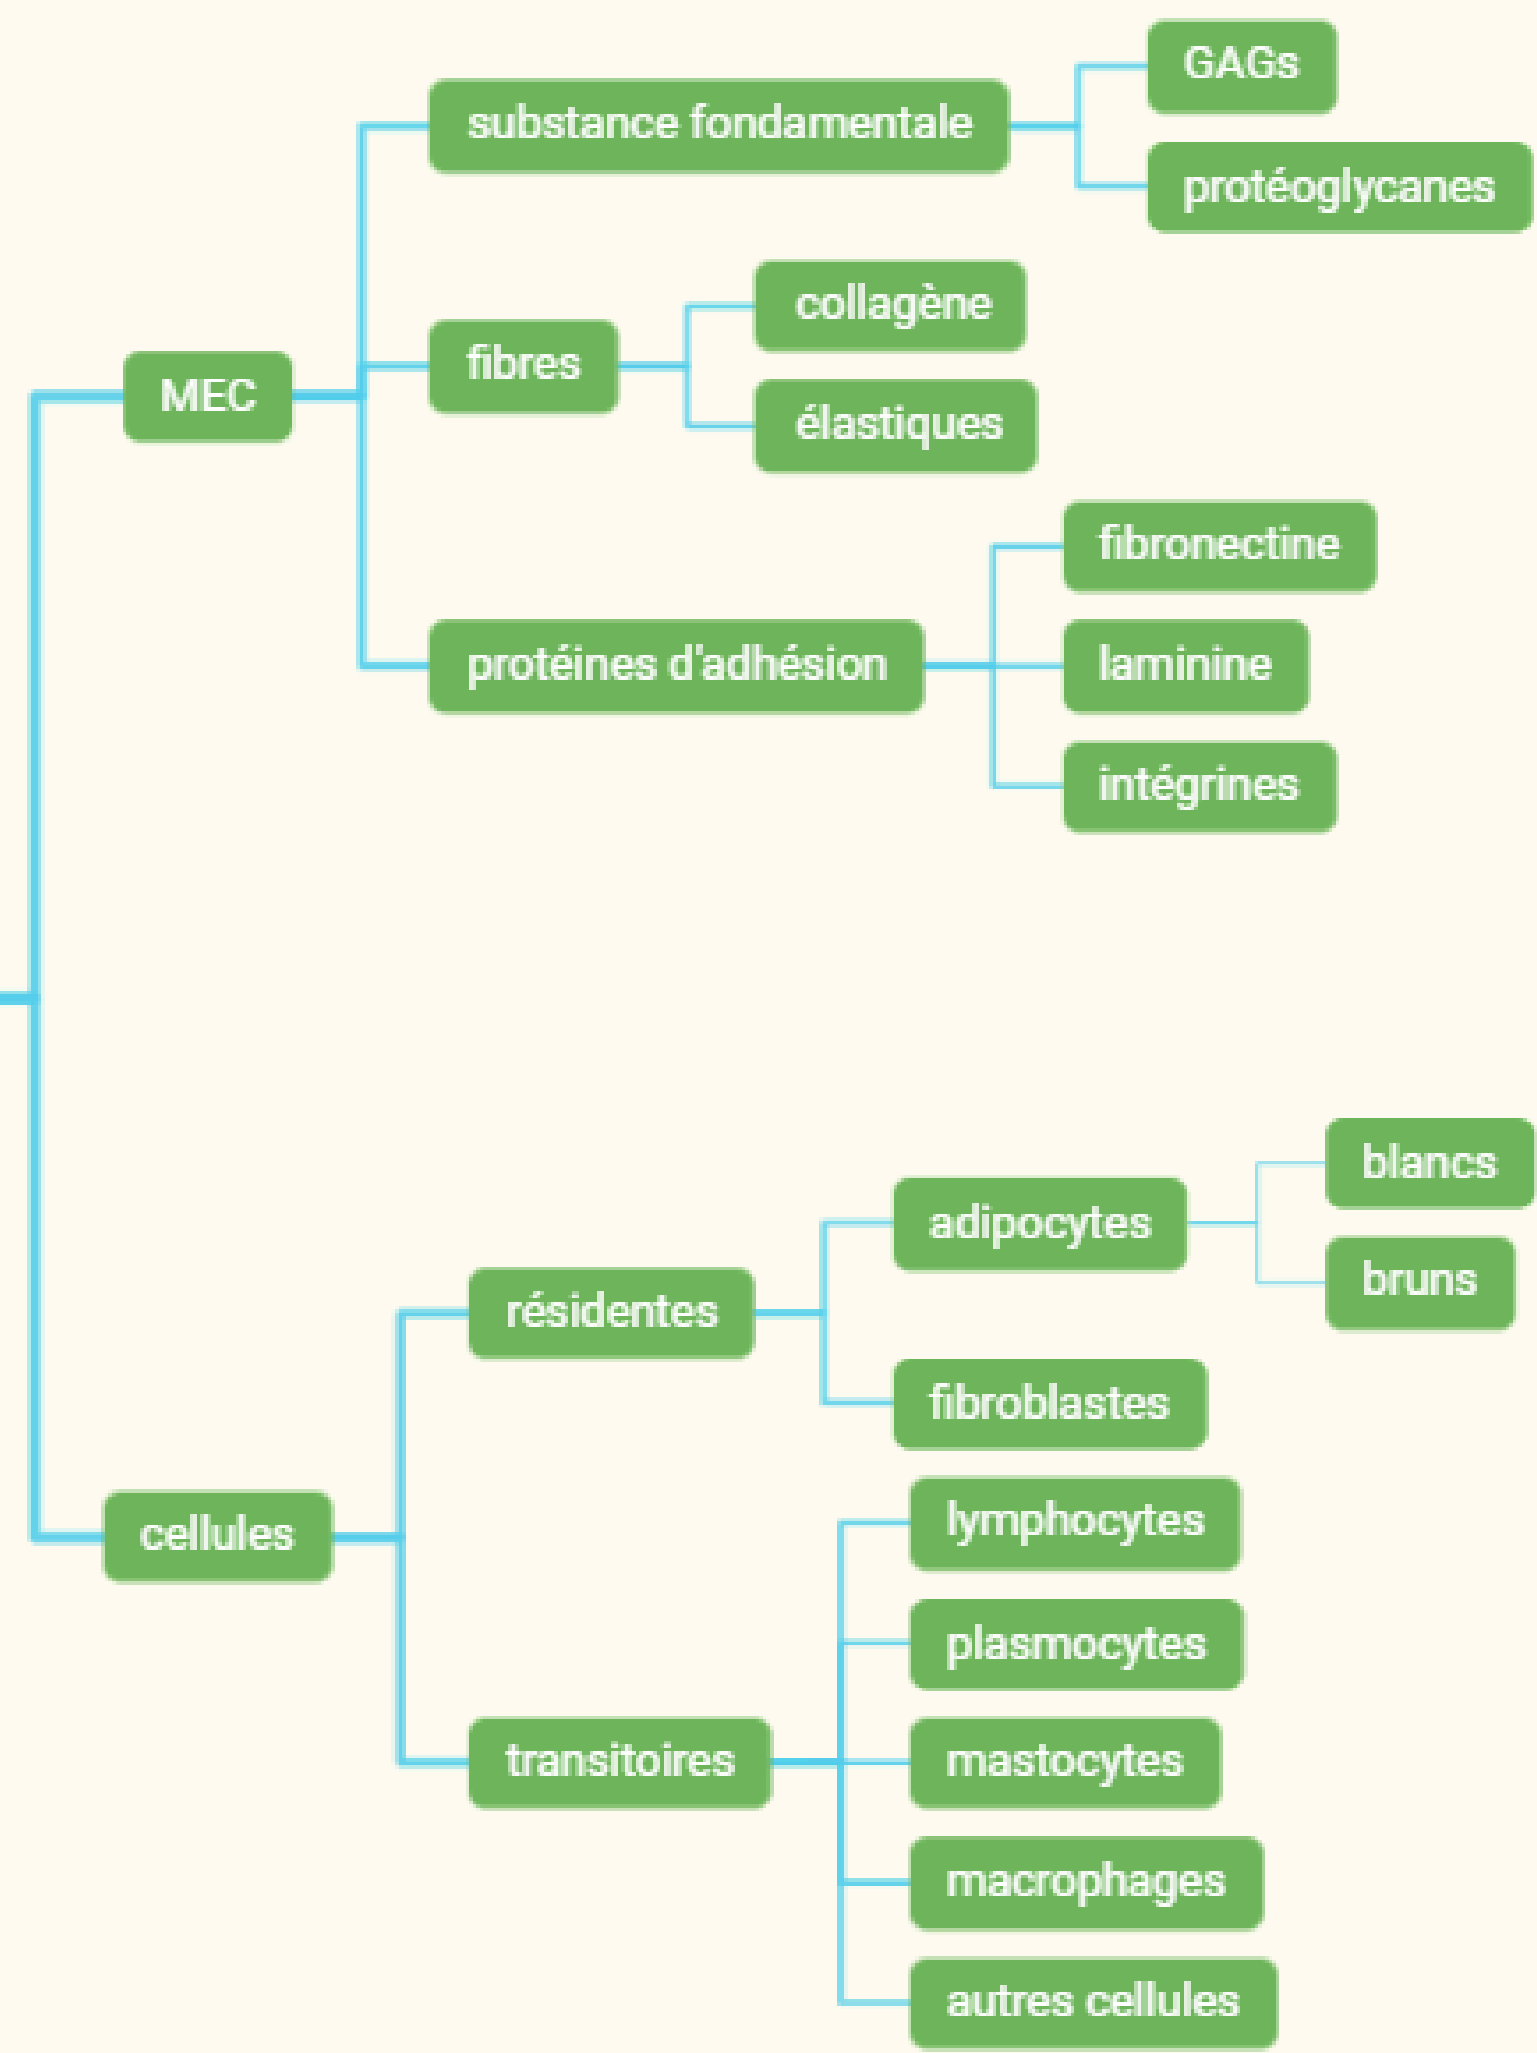 GAGs
substance fondamentale
protéoglycanes
collagène
fibres
MEC
élastiques
fibronectine
protéines d'adhésion
laminine
intégrines
blancs
adipocytes
bruns
résidentes
fibroblastes
cellules
lymphocytes
plasmocytes
transitoires
mastocytes
macrophages
autres cellules